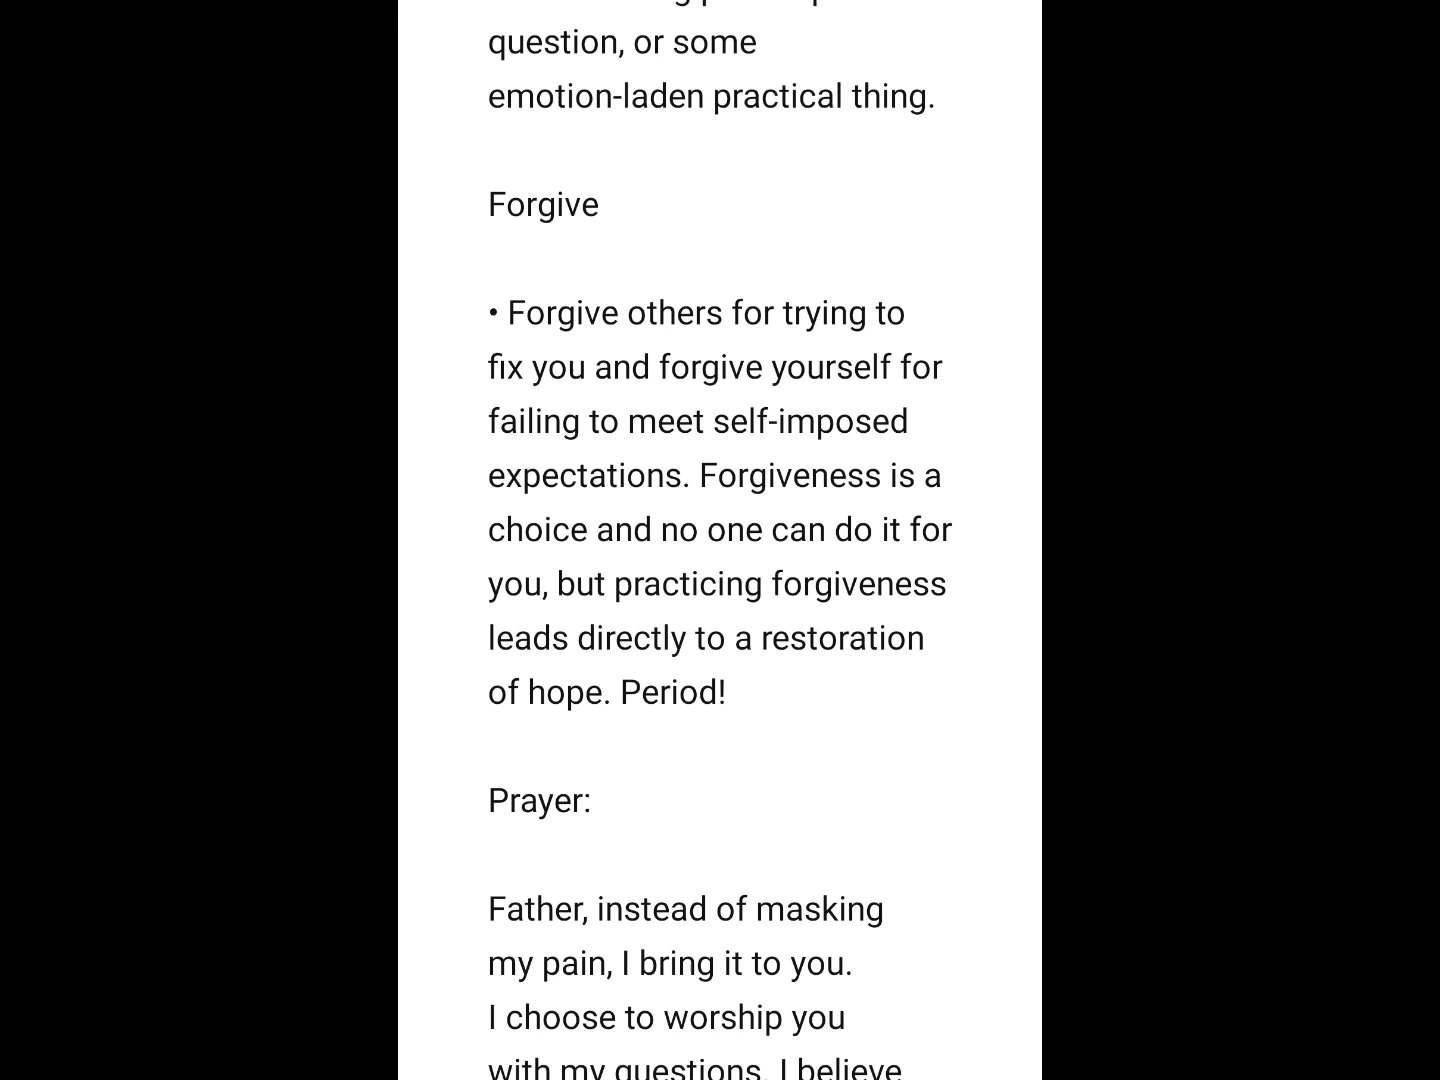 question, or some
emotion-laden practical thing.
Forgive
• Forgive others for trying to
fix you and forgive yourself for
failing to meet self-imposed
expectations. Forgiveness is a
choice and no one can do it for
you, but practicing forgiveness
leads directly to a restoration
of hope. Period!
Prayer:
Father, instead of masking
my pain, I bring it to you.
I choose to worship you
with my questions. I believe